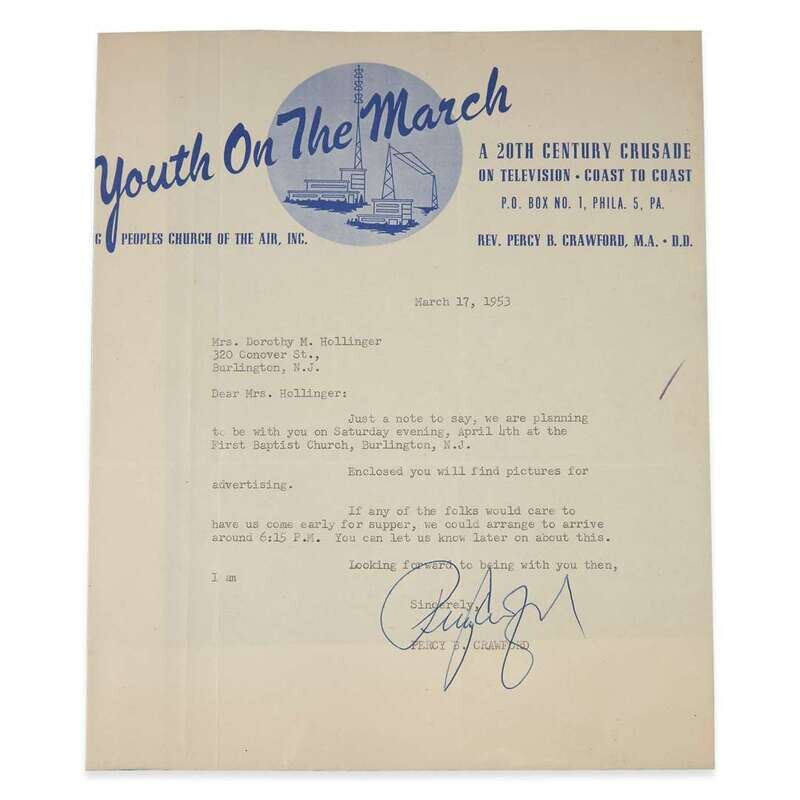 Youth On The March
A 20TH CENTURY CRUSADE
ON TELEVISION • COAST TO COAST
P.O. BOX NO. 1, PHILA. 5, PA.
G PEOPLES CHURCH OF THE AIR, INC.
REV. PERCY B. CRAWFORD, M.A. • D.D.
March 17, 1953
Mrs. Dorothy M. Hollinger
320 Conover St.,
Burlington, N.J.
Dear Mrs. Hollinger:
Just a note to say, we are planning
to be with you on Saturday evening, April 4th at the
First Baptist Church, Burlington, N.J.
Enclosed you will find pictures for
advertising.
If any of the folks would care to
have us come early for supper, we could arrange to arrive
around 6:15 P.M. You can let us know later on about this.
Looking forward to being with you then,
I am
Sincerely,
PERCY B. CRAWFORD